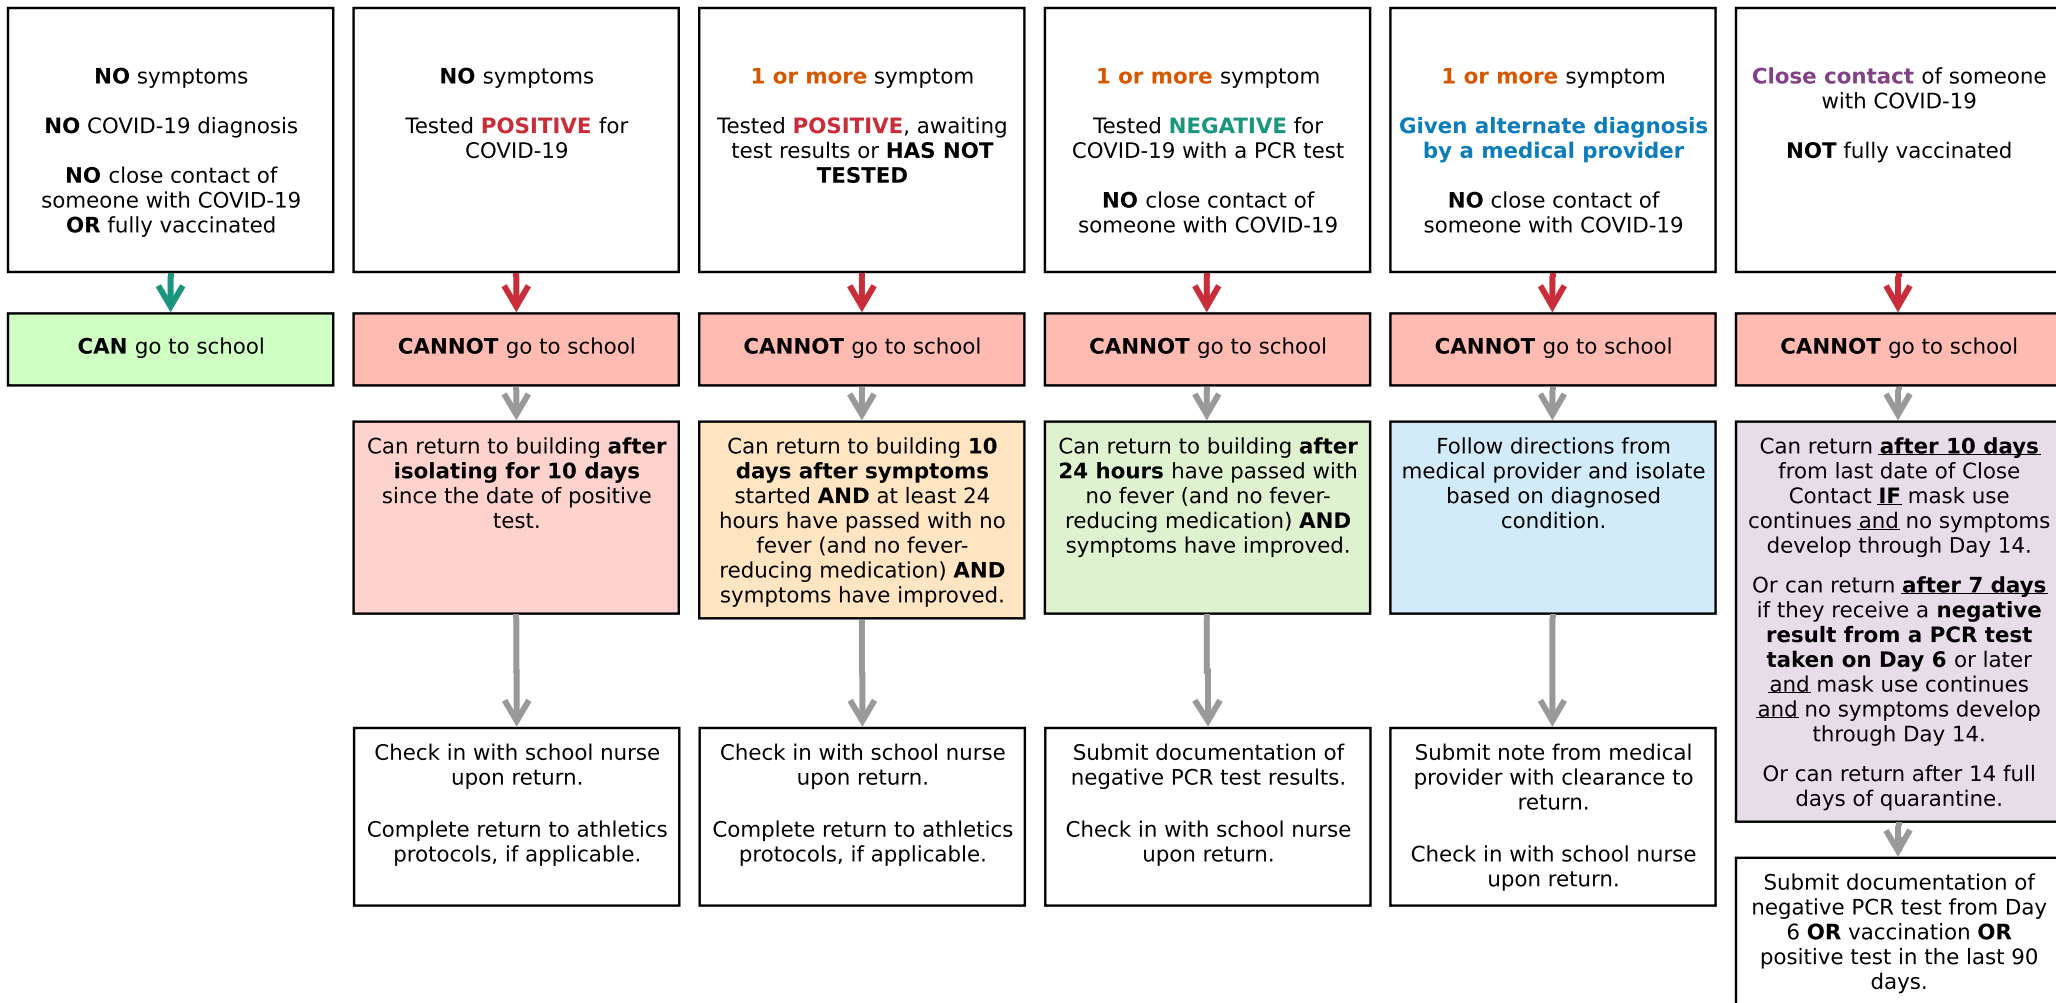 NO symptoms
NO COVID-19 diagnosis
NO close contact of
someone with COVID-19
OR fully vaccinated
CAN go to school
NO symptoms
Tested POSITIVE for
COVID-19
CANNOT go to school
Can return to building after
isolating for 10 days
since the date of positive
test.
Check in with school nurse
upon return.
Complete return to athletics
protocols, if applicable.
1 or more symptom
Tested POSITIVE, awaiting
test results or HAS NOT
TESTED
CANNOT go to school
Can return to building 10
days after symptoms
started AND at least 24
hours have passed with no
fever (and no fever-
reducing medication) AND
symptoms have improved.
Check in with school nurse
upon return.
Complete return to athletics
protocols, if applicable.
1 or more symptom
Tested NEGATIVE for
COVID-19 with a PCR test
NO close contact of
someone with COVID-19
CANNOT go to school
Can return to building after
24 hours have passed with
no fever (and no fever-
reducing medication) AND
symptoms have improved.
Submit documentation of
negative PCR test results.
Check in with school nurse
upon return.
1 or more symptom
Given alternate diagnosis
by a medical provider
NO close contact of
someone with COVID-19
CANNOT go to school
Follow directions from
medical provider and isolate
based on diagnosed
condition.
Submit note from medical
provider with clearance to
return.
Check in with school nurse
upon return.
Close contact of someone
with COVID-19
NOT fully vaccinated
CANNOT go to school
Can return after 10 days
from last date of Close
Contact IF mask use
continues and no symptoms
develop through Day 14.
Or can return after 7 days
if they receive a negative
result from a PCR test
taken on Day 6 or later
and mask use continues
and no symptoms develop
through Day 14.
Or can return after 14 full
days of quarantine.
Submit documentation of
negative PCR test from Day
6 OR vaccination OR
positive test in the last 90
days.